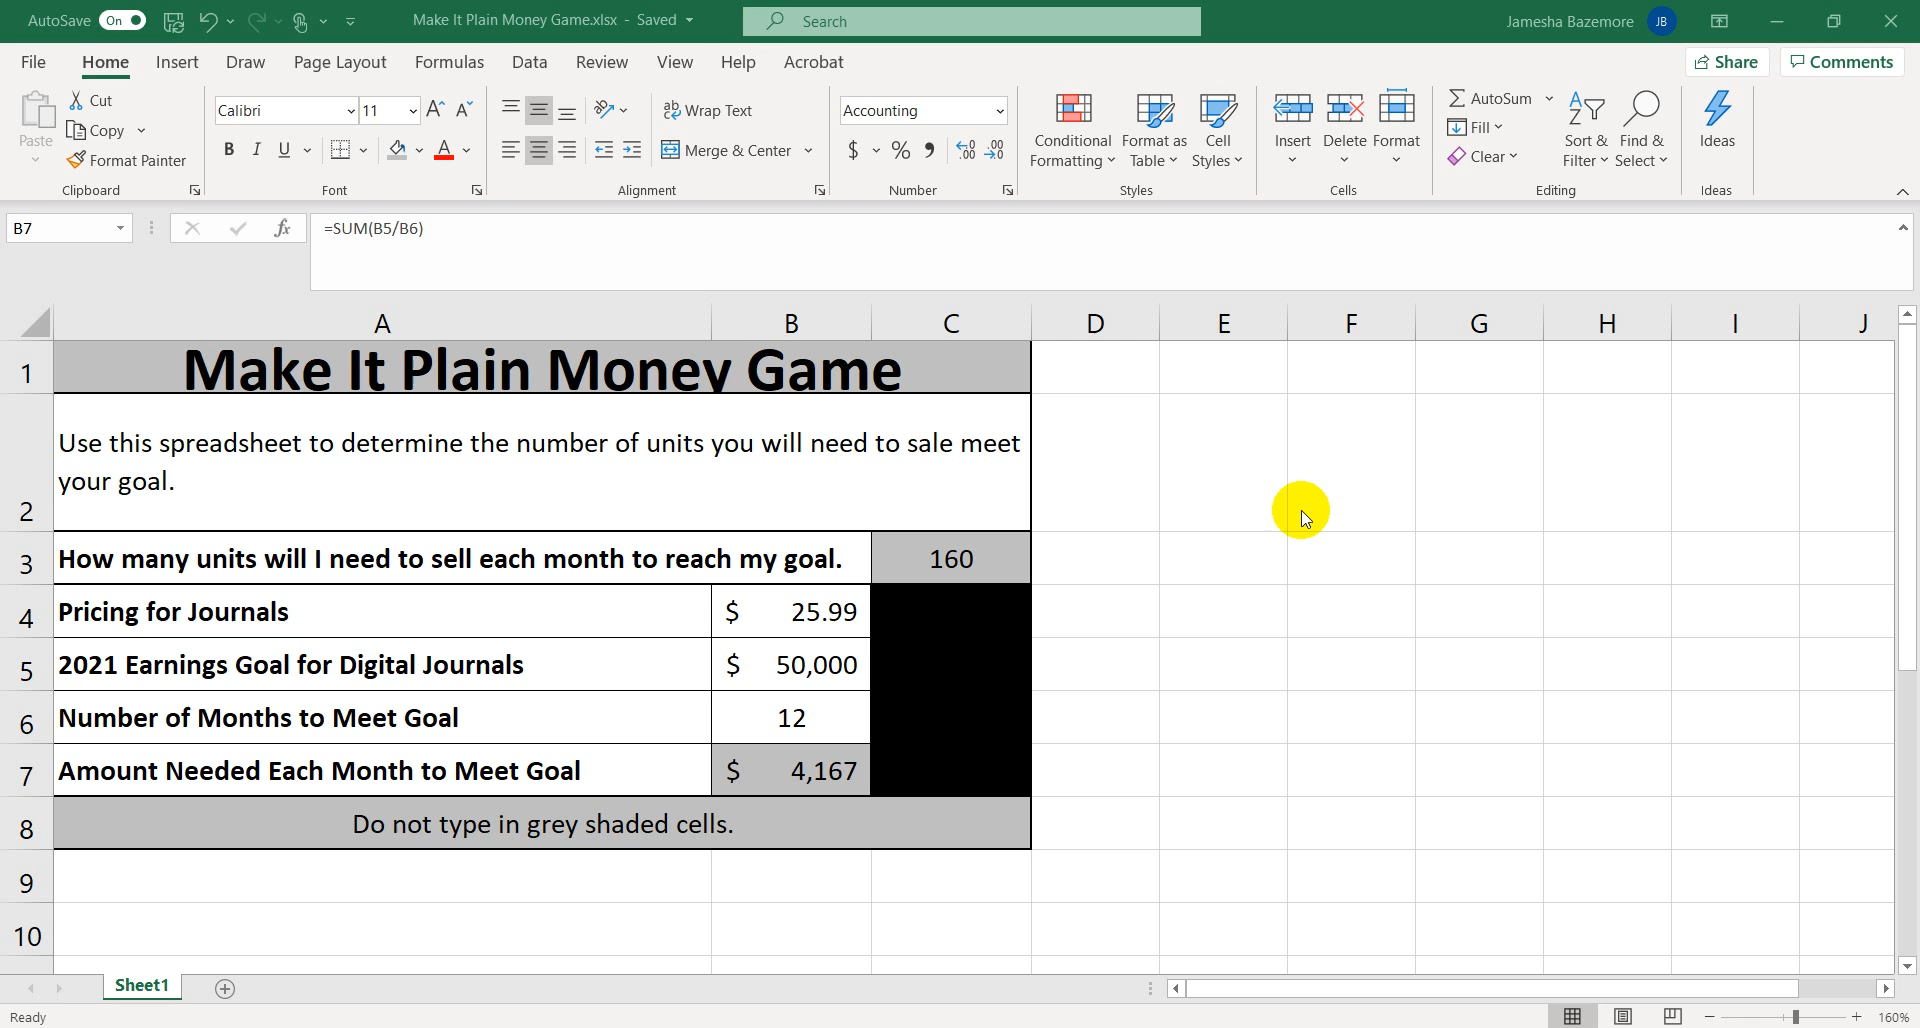 AutoSave On Make It Plain Money Game.xlsx - Saved Search Jamesha Bazemore JB
File Home Insert Draw Page Layout Formulas Data Review View Help Acrobat Share Comments
Paste
Cut
Copy
Format Painter
Clipboard
Calibri 11 A A
B I U A
Font
ab Wrap Text
Merge & Center
Alignment
Accounting
$ % 9 .00 .00
Number
Conditional Formatting
Format as Table
Cell Styles
Styles
Insert Delete Format
Cells
AutoSum
Fill
Clear
Sort & Filter
Find & Select
Editing
Ideas
Ideas
B7 fx =SUM(B5/B6)
A B C D E F G H I J
1 Make It Plain Money Game
2 Use this spreadsheet to determine the number of units you will need to sale meet
your goal.
3 How many units will I need to sell each month to reach my goal. 160
4 Pricing for Journals $ 25.99
5 2021 Earnings Goal for Digital Journals $ 50,000
6 Number of Months to Meet Goal 12
7 Amount Needed Each Month to Meet Goal $ 4,167
8 Do not type in grey shaded cells.
9
10
Sheet1
Ready 160%